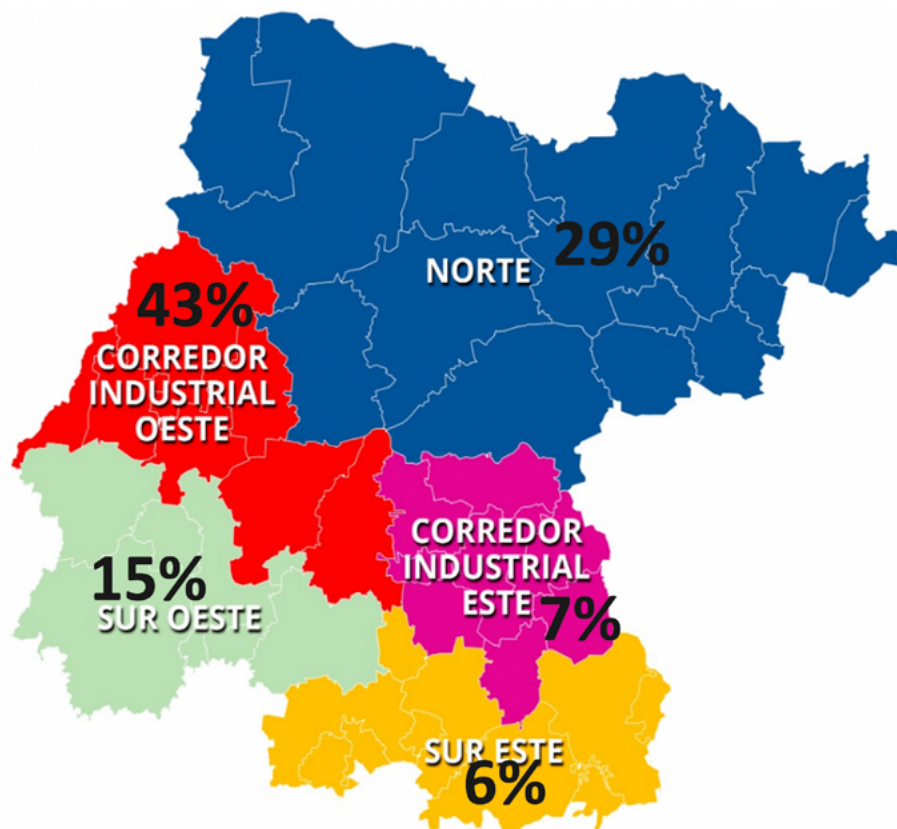 29%
NORTE
43%
CORREDOR
INDUSTRIAL
OESTE
CORREDOR
INDUSTRIAL
ESTE
7%
15%
SUR OESTE
SUR ESTE
6%